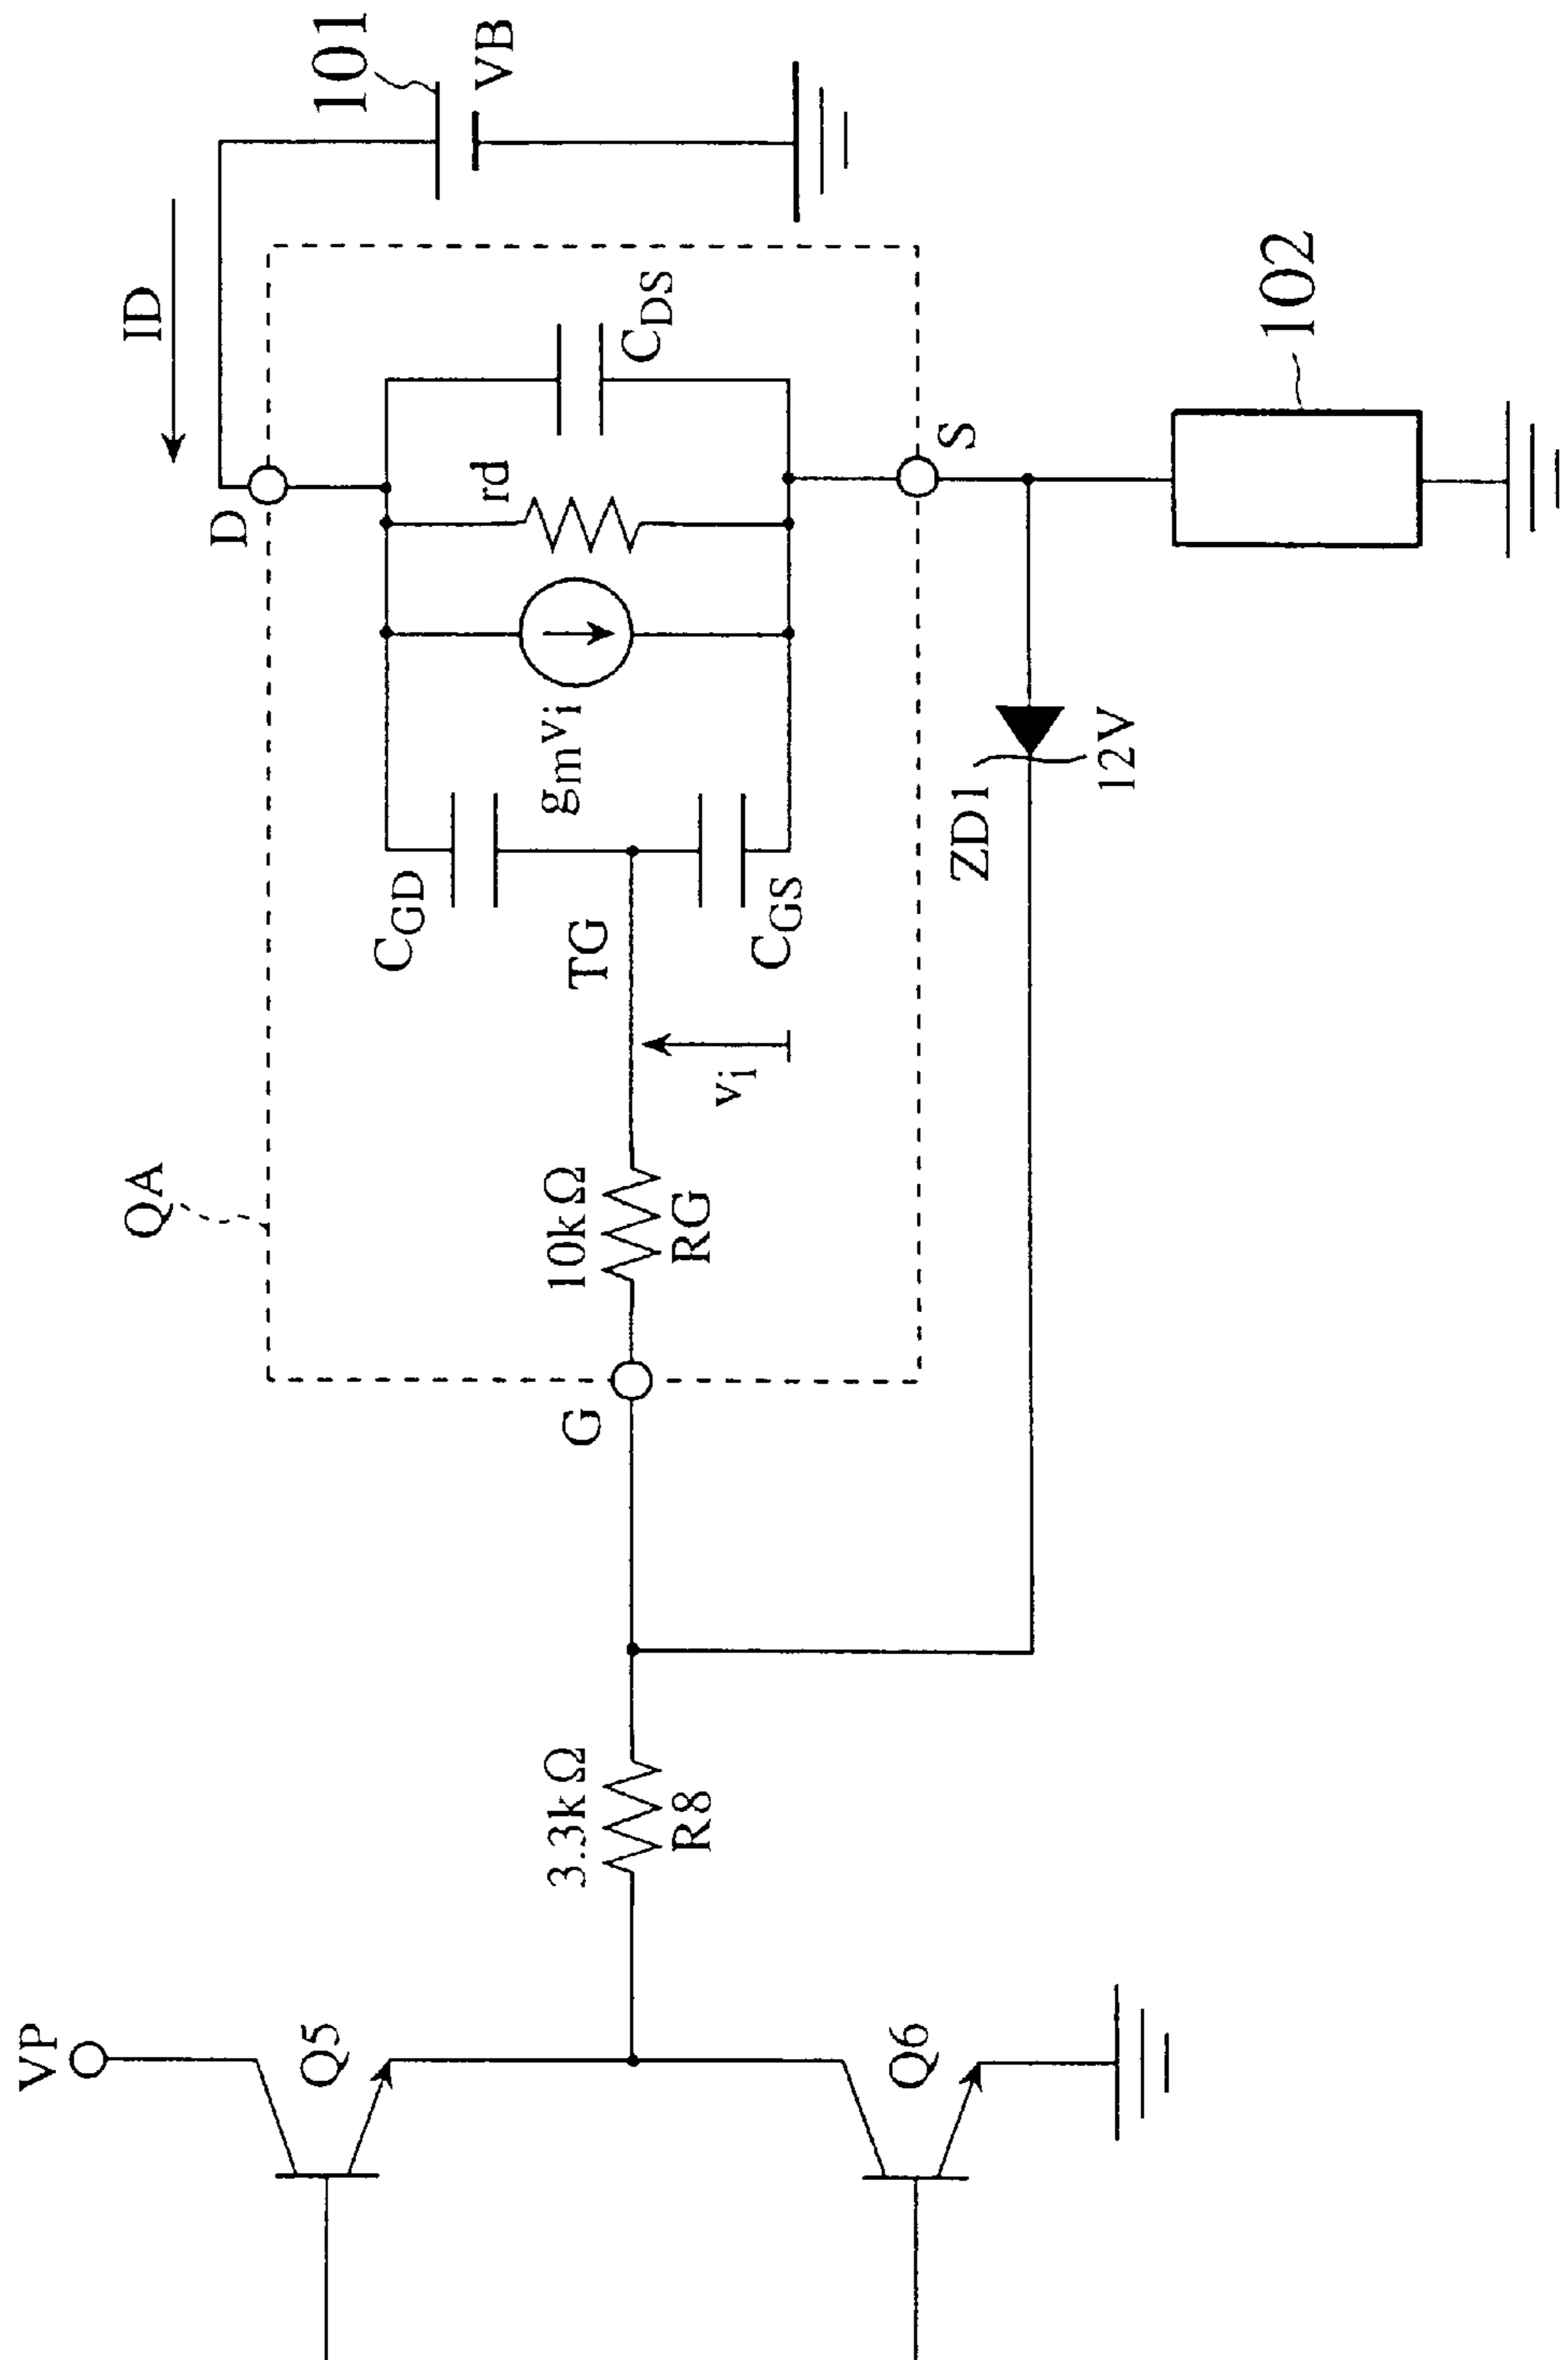 VP
Q5
Q6
3.3kΩ
R8
G
QA
10kΩ
RG
vi
TG
CGD
CGS
gmvi
rd
CDS
D
S
ID
101
VB
ZD1
12V
102